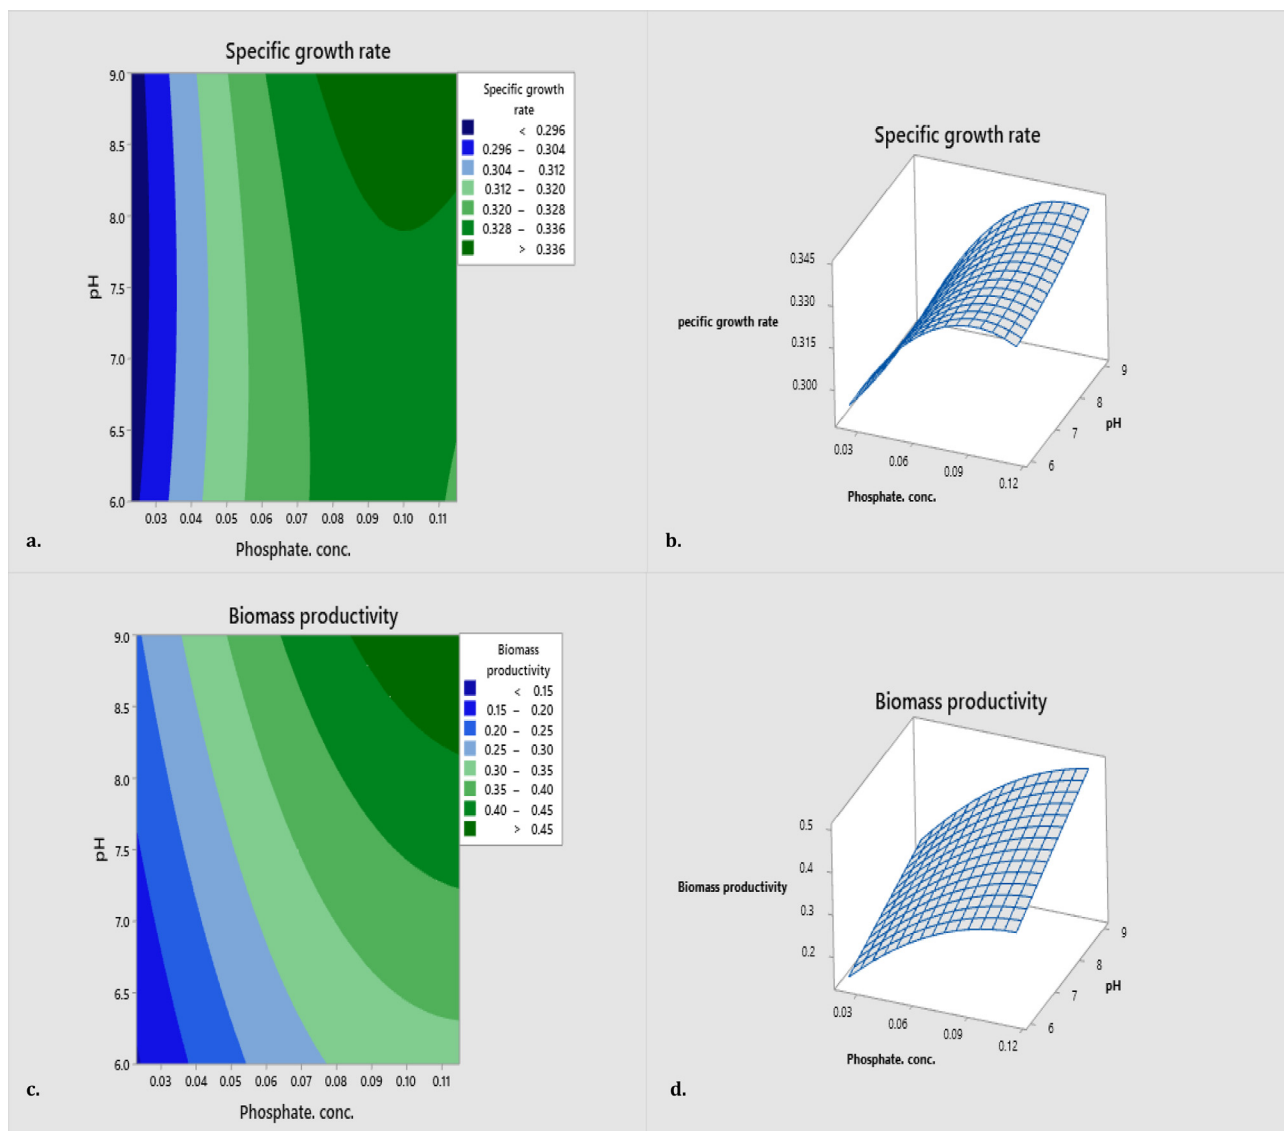 Specific growth rate
Specific growth
rate
< 0.296
0.296 – 0.304
0.304 – 0.312
0.312 – 0.320
0.320 – 0.328
0.328 – 0.336
> 0.336
9.0
8.5
8.0
7.5
7.0
6.5
6.0
pH
0.03 0.04 0.05 0.06 0.07 0.08 0.09 0.10 0.11
Phosphate. conc.
a.
Specific growth rate
0.345
0.330
0.315
0.300
pecific growth rate
0.03
0.06
0.09
0.12
Phosphate. conc.
9
8
7
6
pH
b.
Biomass productivity
Biomass
productivity
< 0.15
0.15 – 0.20
0.20 – 0.25
0.25 – 0.30
0.30 – 0.35
0.35 – 0.40
0.40 – 0.45
> 0.45
9.0
8.5
8.0
7.5
7.0
6.5
6.0
pH
0.03 0.04 0.05 0.06 0.07 0.08 0.09 0.10 0.11
Phosphate. conc.
c.
Biomass productivity
0.5
0.4
0.3
0.2
Biomass productivity
0.03
0.06
0.09
0.12
Phosphate. conc.
9
8
7
6
pH
d.